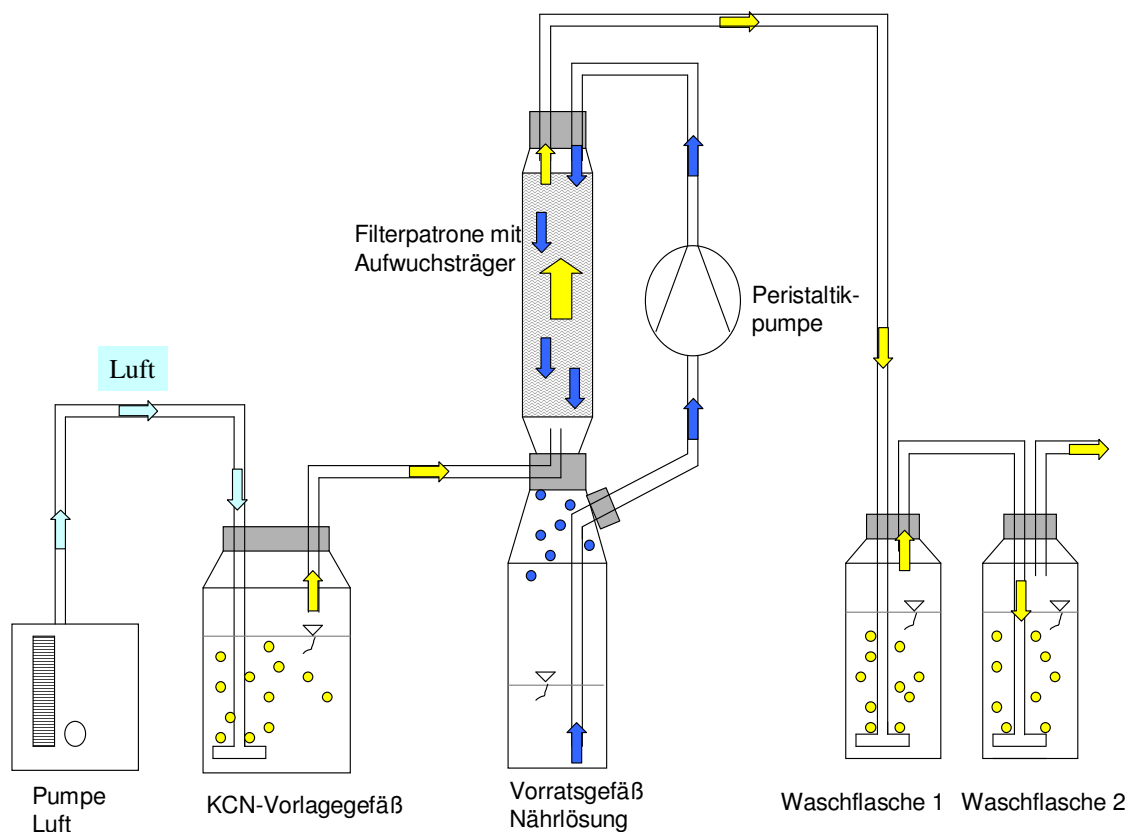 Filterpatrone mit
Aufwuchsträger
Peristaltik-
pumpe
Luft
Pumpe
Luft
KCN-Vorlagegefäß
Vorratsgefäß
Nährlösung
Waschflasche 1
Waschflasche 2